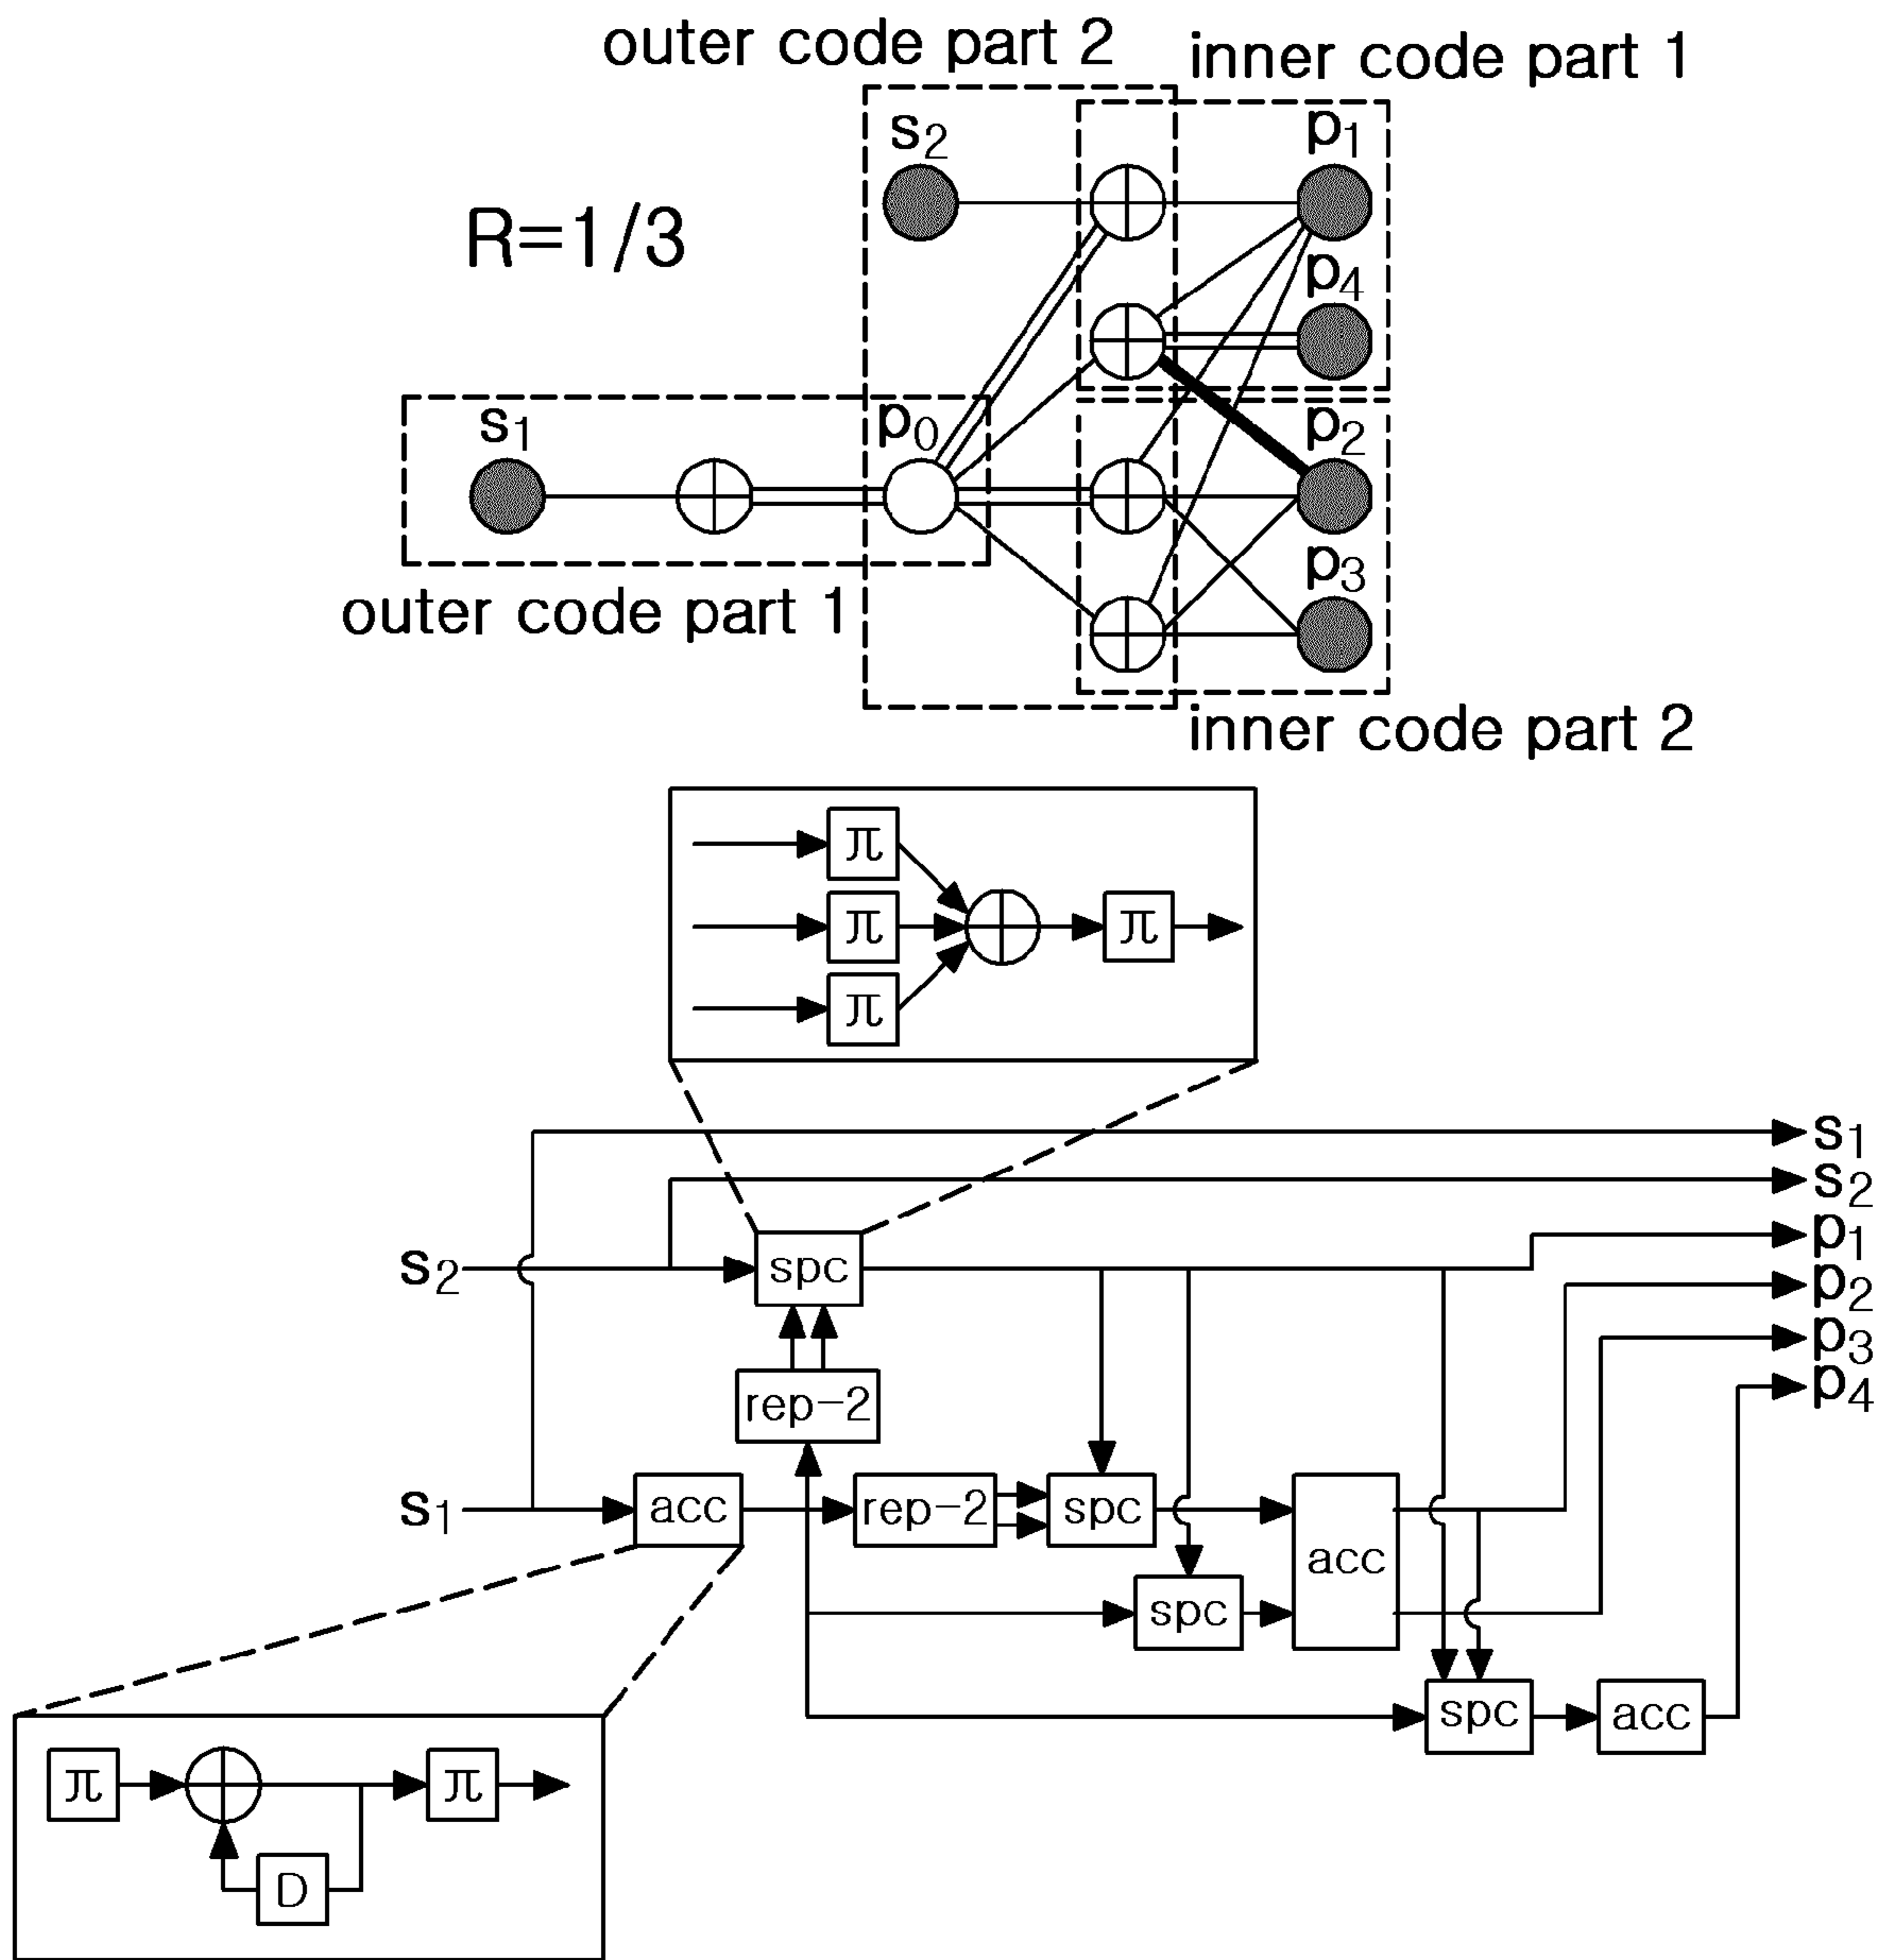 outer code part 2
inner code part 1
s2
p1
R=1/3
p4
s1
p0
p2
p3
outer code part 1
inner code part 2
π
π
π
π
s1
s2
p1
s2
spc
p2
p3
rep-2
p4
s1
acc
rep-2
spc
acc
spc
spc
acc
π
π
D